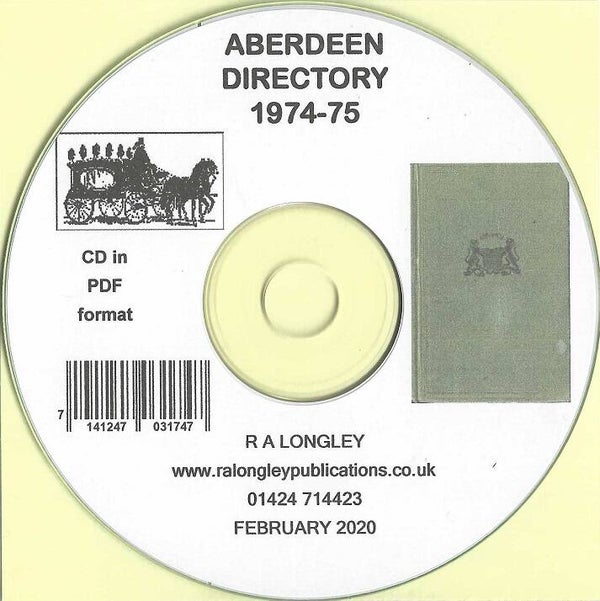 ABERDEEN
DIRECTORY
1974-75
CD in
PDF
format
7 141247 031747
R A LONGLEY
www.ralongleypublications.co.uk
01424 714423
FEBRUARY 2020